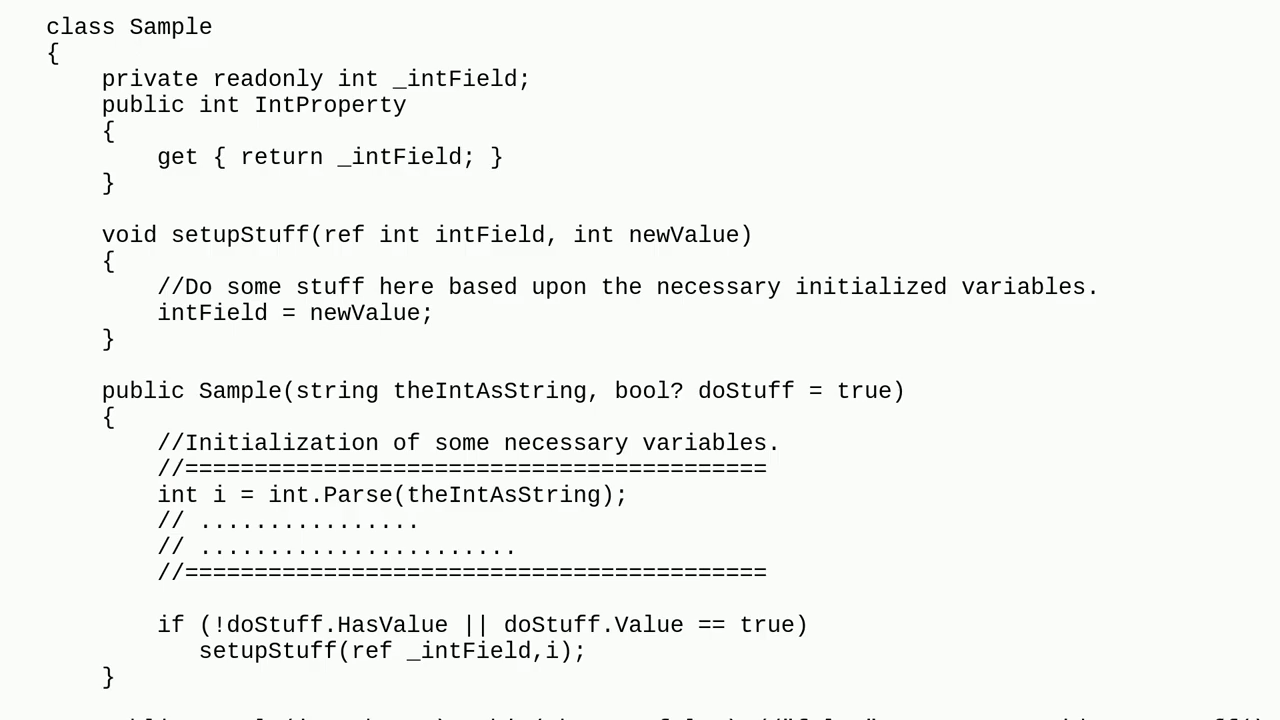 class Sample
{
    private readonly int _intField;
    public int IntProperty
    {
        get { return _intField; }
    }

    void setupStuff(ref int intField, int newValue)
    {
        //Do some stuff here based upon the necessary initialized variables.
        intField = newValue;
    }

    public Sample(string theIntAsString, bool? doStuff = true)
    {
        //Initialization of some necessary variables.
        //==========================================
        int i = int.Parse(theIntAsString);
        // ................
        // .......................
        //==========================================

        if (!doStuff.HasValue || doStuff.Value == true)
           setupStuff(ref _intField,i);
    }